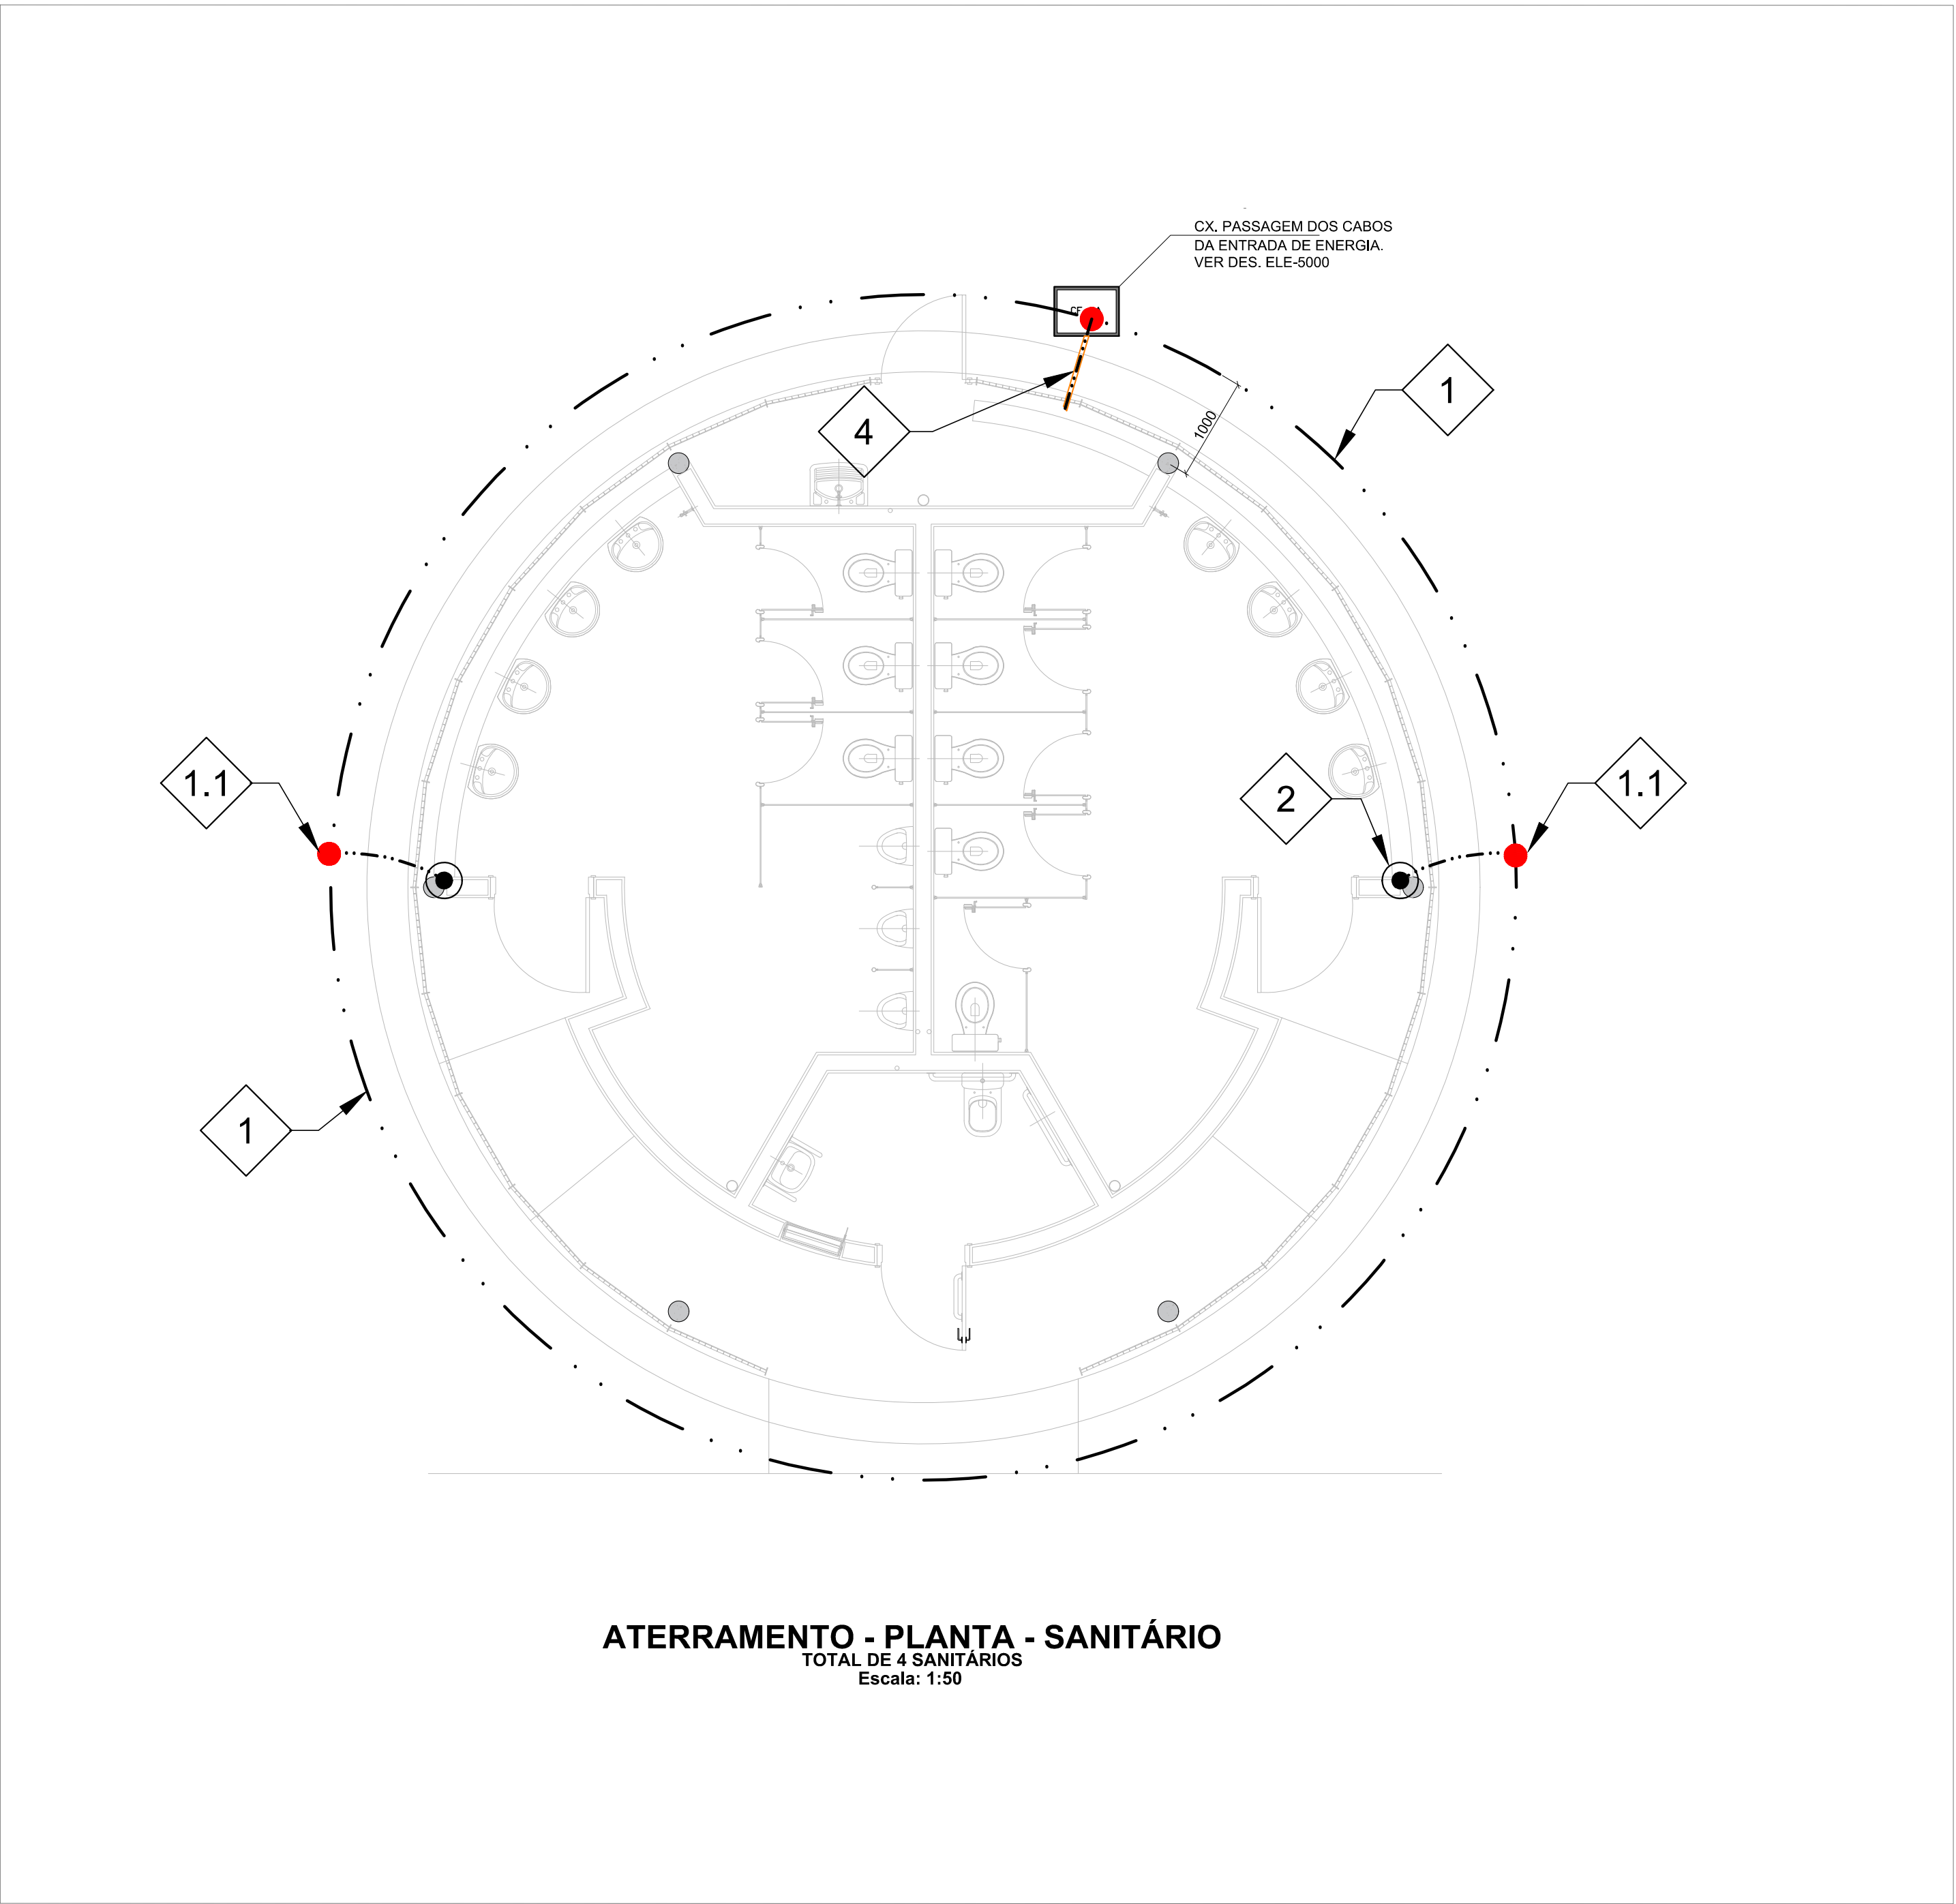 CX. PASSAGEM DOS CABOS
DA ENTRADA DE ENERGIA.
VER DES. ELE-5000
1
4
1000
1.1
2
1.1
1
ATERRAMENTO - PLANTA - SANITÁRIO
TOTAL DE 4 SANITÁRIOS
Escala: 1:50